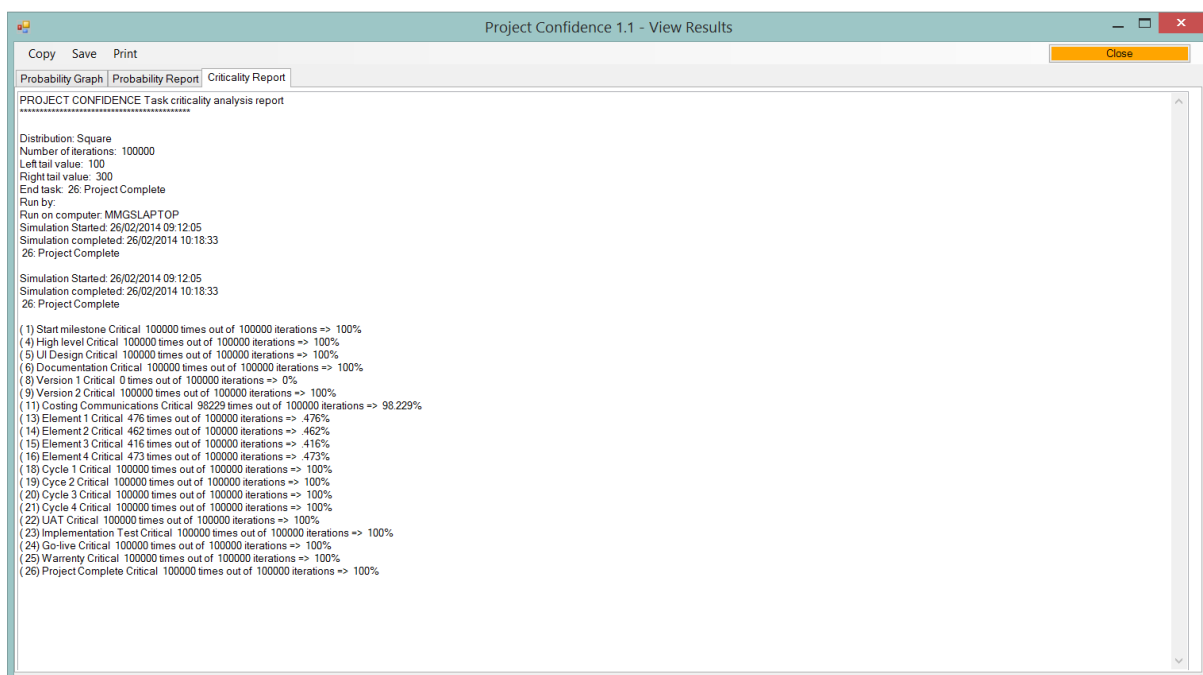 Project Confidence 1.1 - View Results
Copy Save Print
Close
Probability Graph Probability Report Criticality Report
PROJECT CONFIDENCE Task criticality analysis report
******************************************
Distribution: Square
Number of iterations: 100000
Left tail value: 100
Right tail value: 300
End task: 26: Project Complete
Run by:
Run on computer: MMGSLAPTOP
Simulation Started: 26/02/2014 09:12:05
Simulation completed: 26/02/2014 10:18:33
26: Project Complete
Simulation Started: 26/02/2014 09:12:05
Simulation completed: 26/02/2014 10:18:33
26: Project Complete
( 1) Start milestone Critical 100000 times out of 100000 iterations => 100%
( 4) High level Critical 100000 times out of 100000 iterations => 100%
( 5) UI Design Critical 100000 times out of 100000 iterations => 100%
( 6) Documentation Critical 100000 times out of 100000 iterations => 100%
( 8) Version 1 Critical 0 times out of 100000 iterations => 0%
( 9) Version 2 Critical 100000 times out of 100000 iterations => 100%
( 11) Costing Communications Critical 98229 times out of 100000 iterations => 98.229%
( 13) Element 1 Critical 476 times out of 100000 iterations => .476%
( 14) Element 2 Critical 462 times out of 100000 iterations => .462%
( 15) Element 3 Critical 416 times out of 100000 iterations => .416%
( 16) Element 4 Critical 473 times out of 100000 iterations => .473%
( 18) Cycle 1 Critical 100000 times out of 100000 iterations => 100%
( 19) Cyce 2 Critical 100000 times out of 100000 iterations => 100%
( 20) Cycle 3 Critical 100000 times out of 100000 iterations => 100%
( 21) Cycle 4 Critical 100000 times out of 100000 iterations => 100%
( 22) UAT Critical 100000 times out of 100000 iterations => 100%
( 23) Implementation Test Critical 100000 times out of 100000 iterations => 100%
( 24) Go-live Critical 100000 times out of 100000 iterations => 100%
( 25) Warrenty Critical 100000 times out of 100000 iterations => 100%
( 26) Project Complete Critical 100000 times out of 100000 iterations => 100%